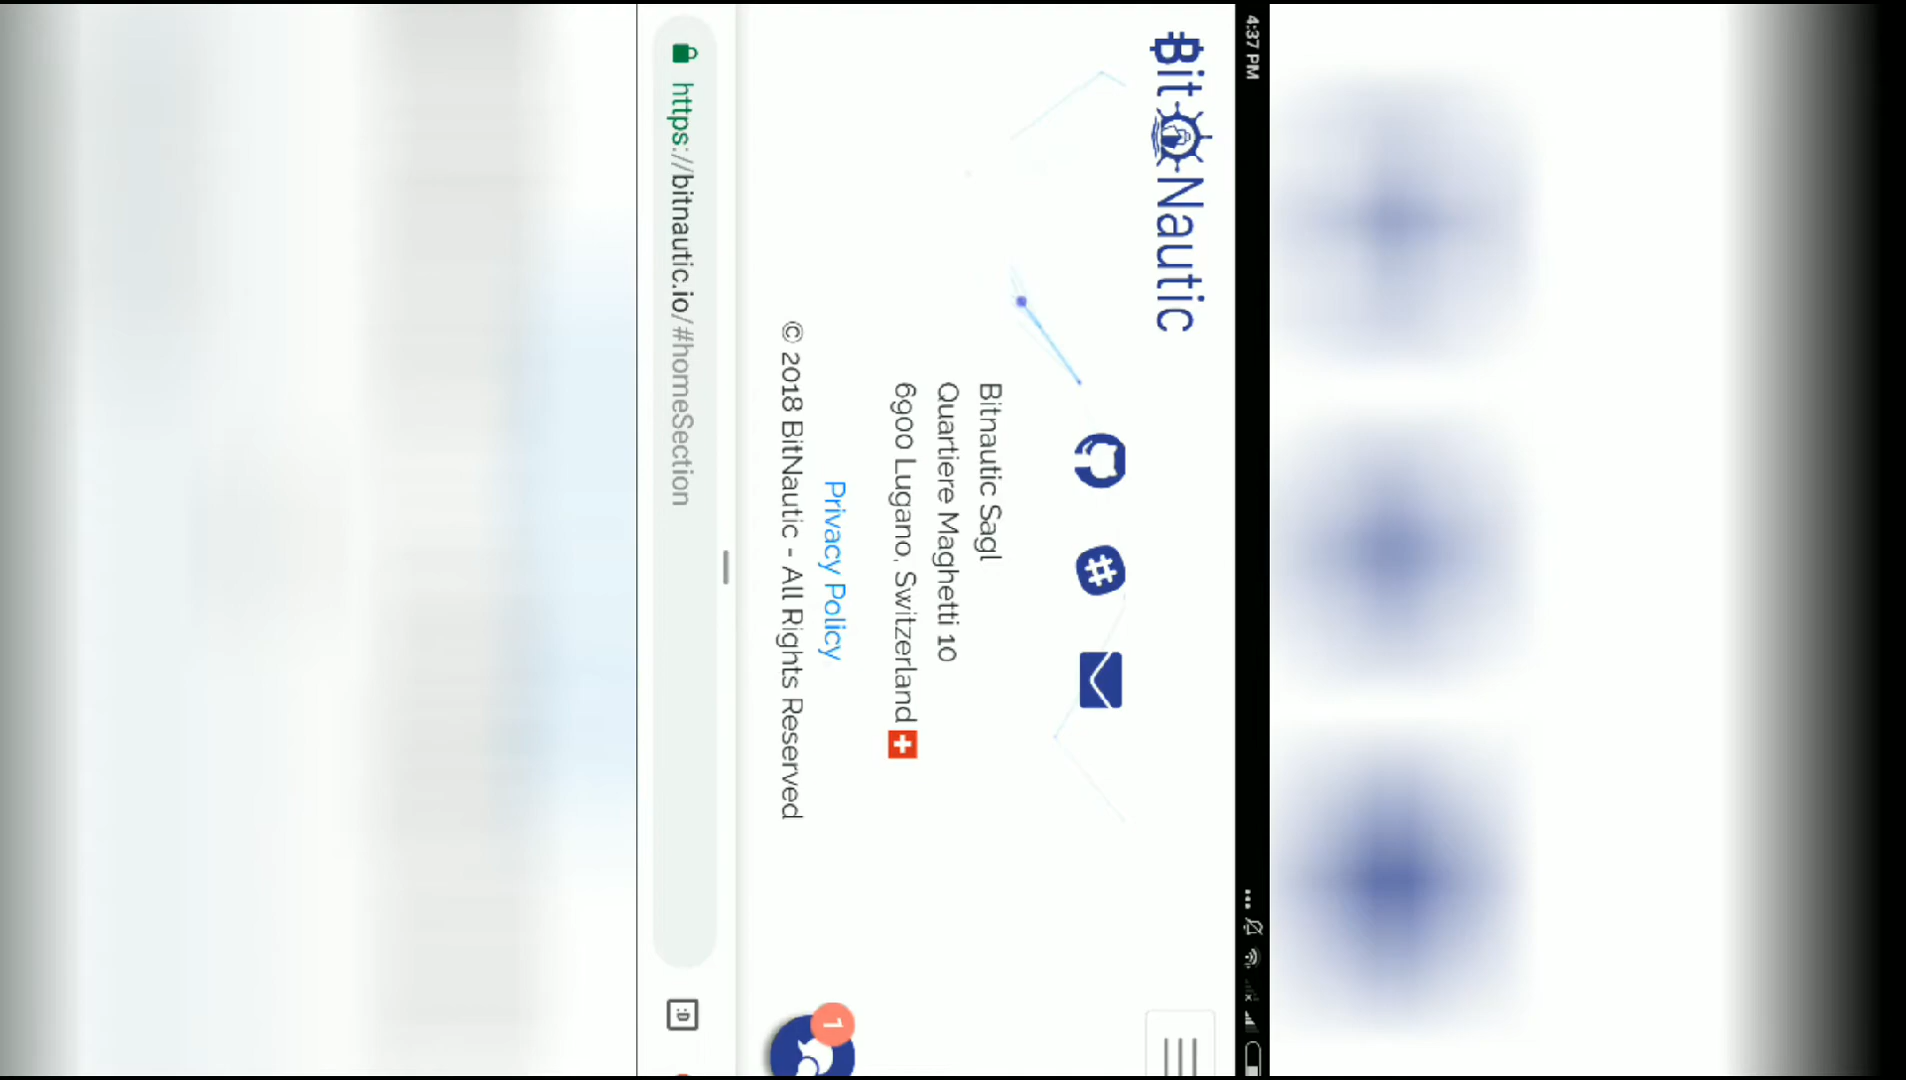 4:37 PM
BitNautic
Bitnautic Sagl
Quartiere Maghetti 10
6900 Lugano, Switzerland
Privacy Policy
© 2018 BitNautic - All Rights Reserved
1
https://bitnautic.io/#homeSection
:D